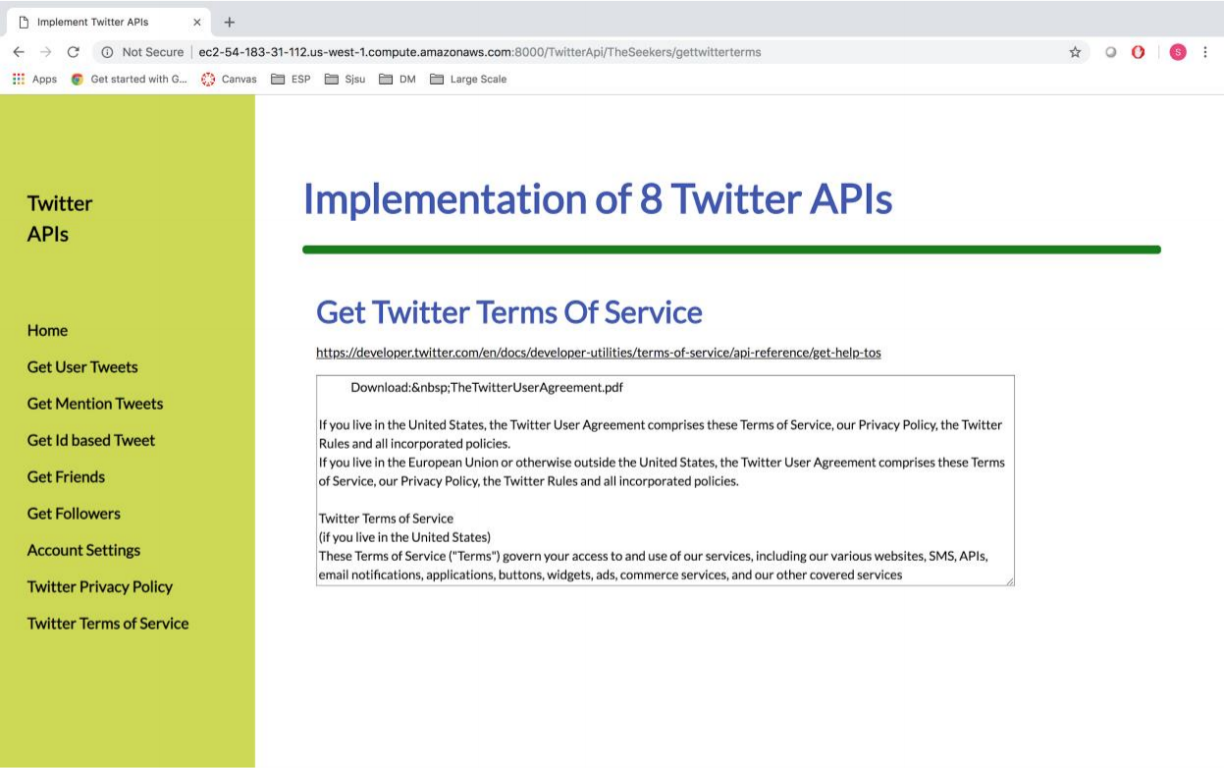 Implement Twitter APIs
Not Secure | ec2-54-183-31-112.us-west-1.compute.amazonaws.com:8000/TwitterApi/TheSeekers/gettwitterterms
S
Apps Get started with G... Canvas ESP Sjsu DM Large Scale
Twitter
APIs
Home
Get User Tweets
Get Mention Tweets
Get Id based Tweet
Get Friends
Get Followers
Account Settings
Twitter Privacy Policy
Twitter Terms of Service
Implementation of 8 Twitter APIs
Get Twitter Terms Of Service
https://developer.twitter.com/en/docs/developer-utilities/terms-of-service/api-reference/get-help-tos
Download:&nbsp;TheTwitterUserAgreement.pdf
If you live in the United States, the Twitter User Agreement comprises these Terms of Service, our Privacy Policy, the Twitter
Rules and all incorporated policies.
If you live in the European Union or otherwise outside the United States, the Twitter User Agreement comprises these Terms
of Service, our Privacy Policy, the Twitter Rules and all incorporated policies.
Twitter Terms of Service
(if you live in the United States)
These Terms of Service ("Terms") govern your access to and use of our services, including our various websites, SMS, APIs,
email notifications, applications, buttons, widgets, ads, commerce services, and our other covered services